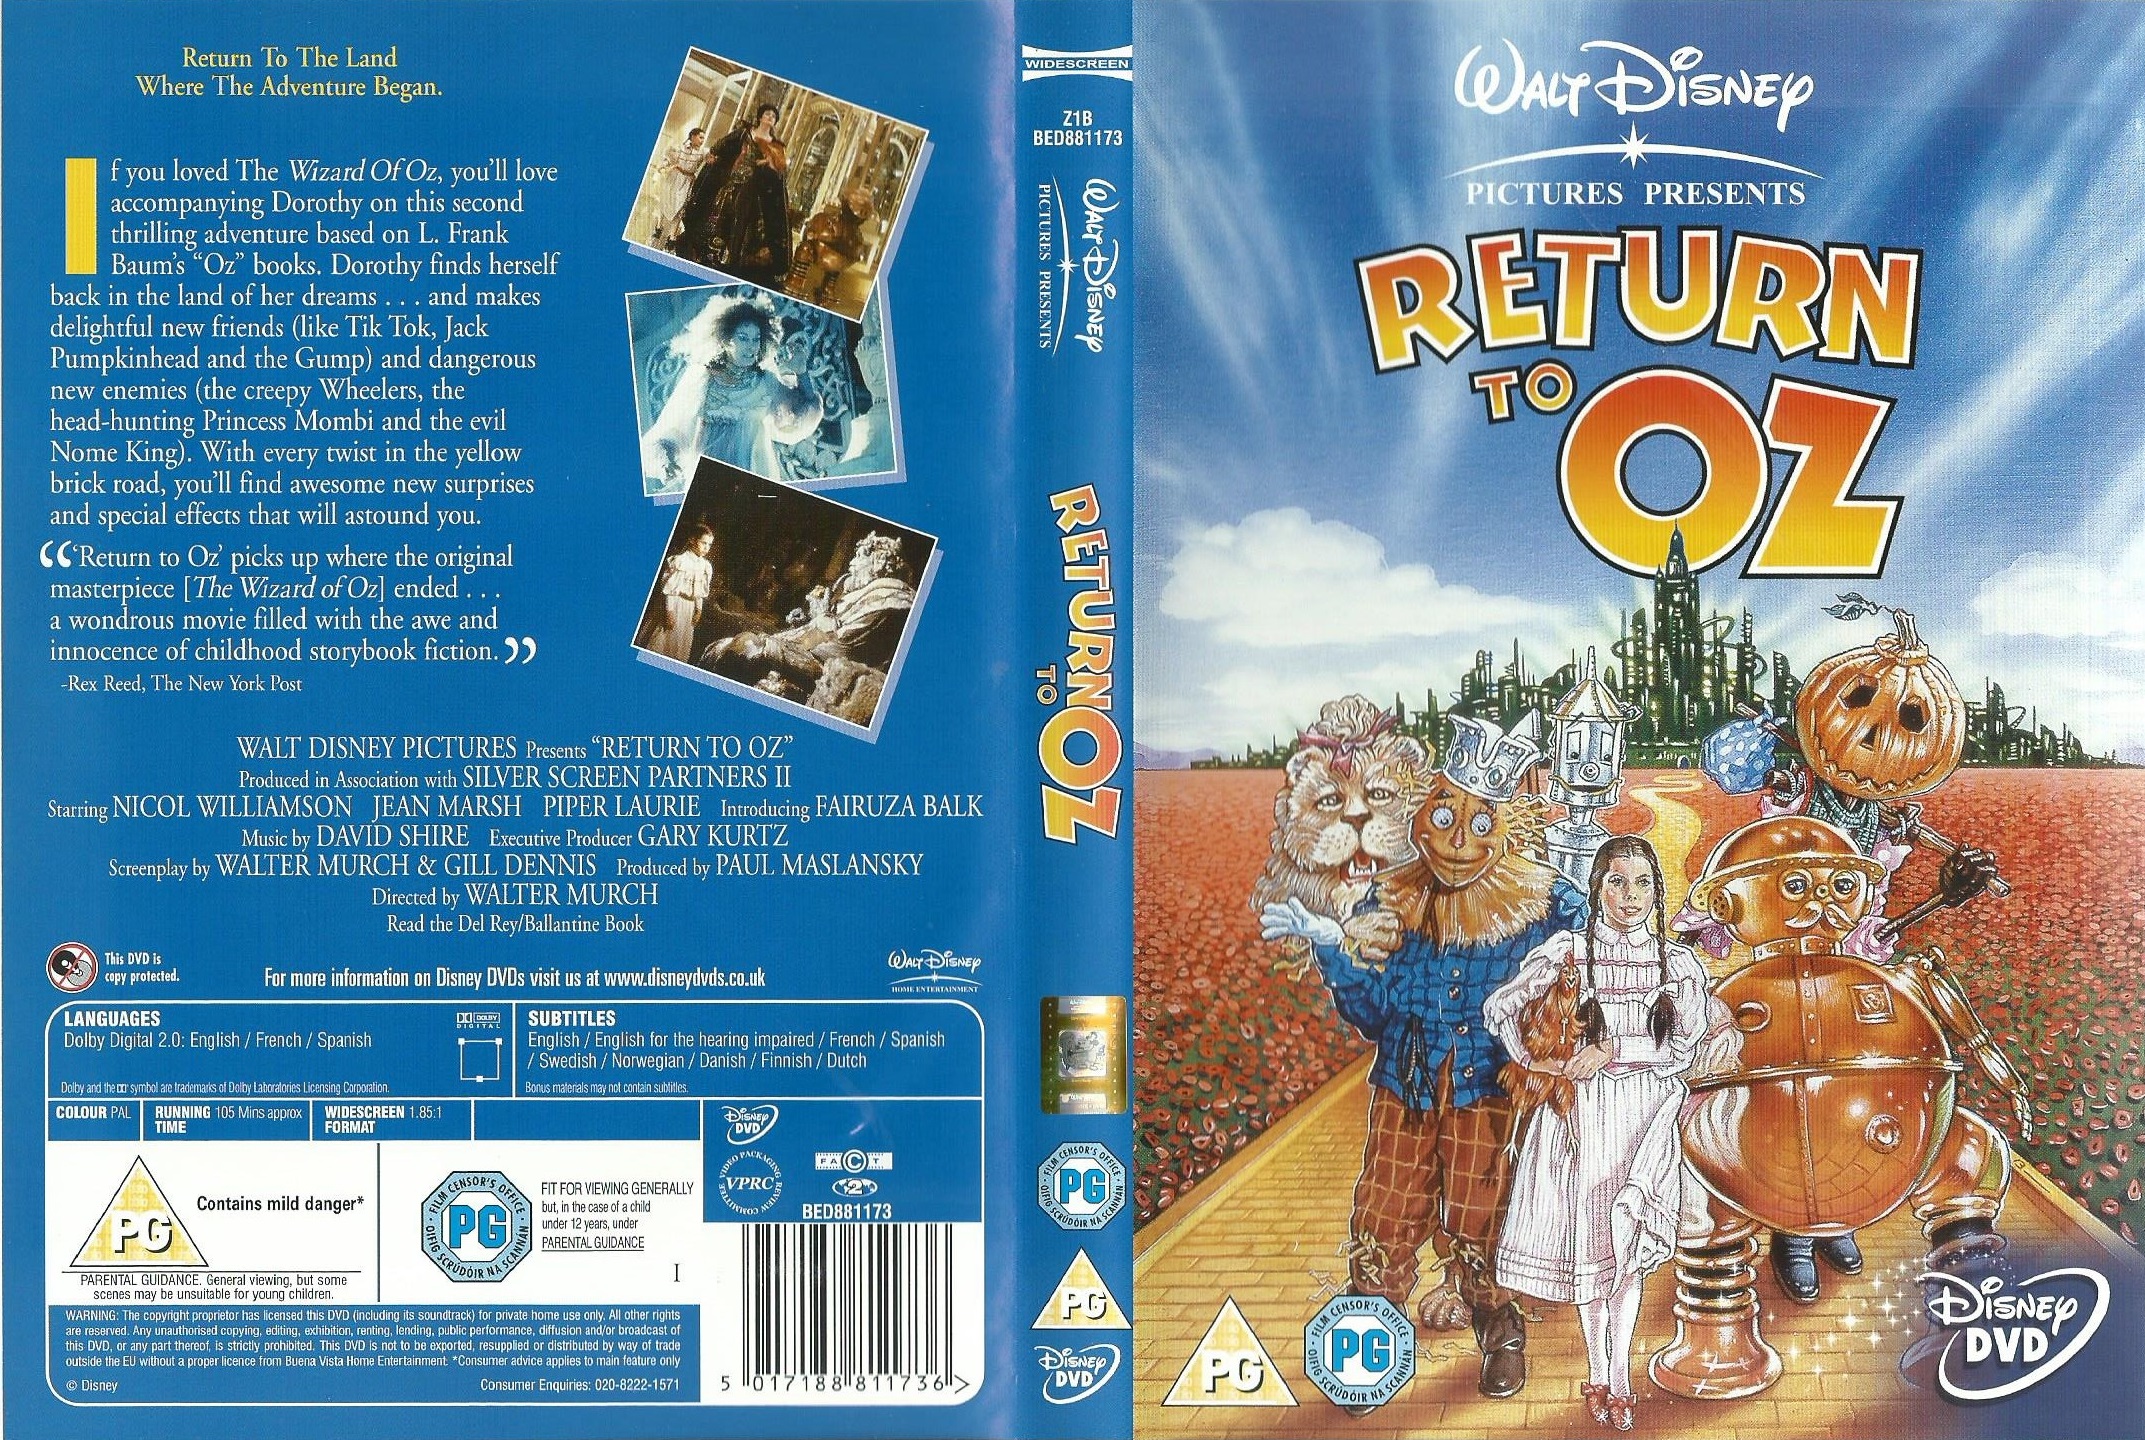 Return To The Land
Where The Adventure Began.
If you loved The Wizard Of Oz, you'll love
accompanying Dorothy on this second
thrilling adventure based on L. Frank
Baum's “Oz” books. Dorothy finds herself
back in the land of her dreams . . . and makes
delightful new friends (like Tik Tok, Jack
Pumpkinhead and the Gump) and dangerous
new enemies (the creepy Wheelers, the
head-hunting Princess Mombi and the evil
Nome King). With every twist in the yellow
brick road, you'll find awesome new surprises
and special effects that will astound you.
“‘Return to Oz’ picks up where the original
masterpiece [The Wizard of Oz] ended . . .
a wondrous movie filled with the awe and
innocence of childhood storybook fiction.”
-Rex Reed, The New York Post
WALT DISNEY PICTURES Presents “RETURN TO OZ”
Produced in Association with SILVER SCREEN PARTNERS II
Starring NICOL WILLIAMSON JEAN MARSH PIPER LAURIE Introducing FAIRUZA BALK
Music by DAVID SHIRE Executive Producer GARY KURTZ
Screenplay by WALTER MURCH & GILL DENNIS Produced by PAUL MASLANSKY
Directed by WALTER MURCH
Read the Del Rey/Ballantine Book
This DVD is
copy protected.
For more information on Disney DVDs visit us at www.disneydvds.co.uk
WALT DISNEY
HOME ENTERTAINMENT
LANGUAGES
Dolby Digital 2.0: English / French / Spanish
DOLBY
DIGITAL
Dolby and the DD symbol are trademarks of Dolby Laboratories Licensing Corporation.
SUBTITLES
English / English for the hearing impaired / French / Spanish
/ Swedish / Norwegian / Danish / Finnish / Dutch
Bonus materials may not contain subtitles.
COLOUR PAL
RUNNING 105 Mins approx
TIME
WIDESCREEN 1.85:1
FORMAT
PG
Contains mild danger*
PARENTAL GUIDANCE. General viewing, but some
scenes may be unsuitable for young children.
FILM CENSOR'S OFFICE
PG
OIFIG SCRÚDÓIR NA SCANNÁN
FIT FOR VIEWING GENERALLY
but, in the case of a child
under 12 years, under
PARENTAL GUIDANCE
I
Disney
DVD
VIDEO PACKAGING REVIEW COMMITTEE
VPRC
FACT
2
BED881173
WARNING: The copyright proprietor has licensed this DVD (including its soundtrack) for private home use only. All other rights
are reserved. Any unauthorised copying, editing, exhibition, renting, lending, public performance, diffusion and/or broadcast of
this DVD, or any part thereof, is strictly prohibited. This DVD is not to be exported, resupplied or distributed by way of trade
outside the EU without a proper licence from Buena Vista Home Entertainment. *Consumer advice applies to main feature only
© Disney
Consumer Enquiries: 020-8222-1571
5 017188 811736 >
WIDESCREEN
Z1B
BED881173
WALT DISNEY
PICTURES PRESENTS
RETURN
TO
OZ
FILM CENSOR'S OFFICE
PG
OIFIG SCRÚDÓIR NA SCANNÁN
PG
Disney
DVD
WALT DISNEY
PICTURES PRESENTS
RETURN
TO OZ
PG
FILM CENSOR'S OFFICE
PG
OIFIG SCRÚDÓIR NA SCANNÁN
Disney
DVD